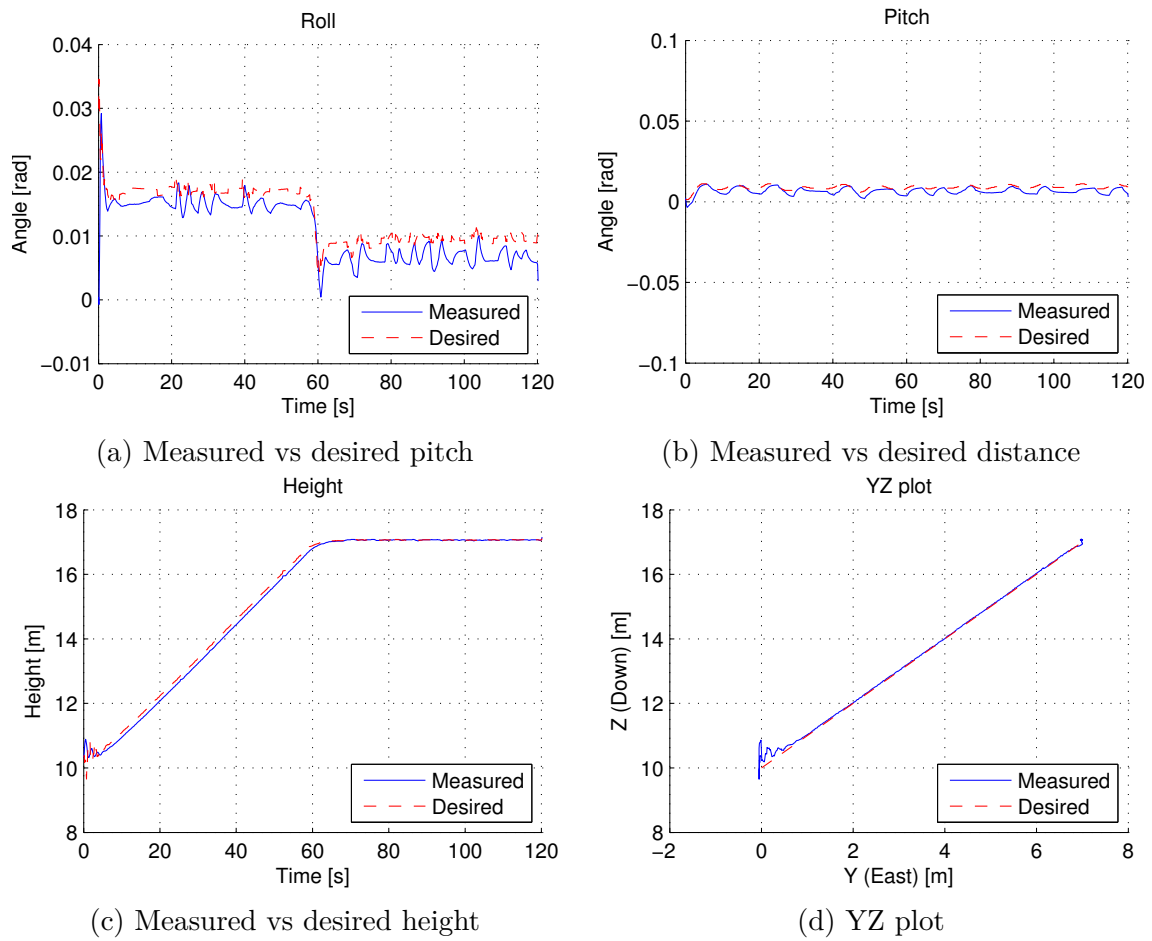 Roll
0.04
0.03
0.02
0.01
0
−0.01
Angle [rad]
0 20 40 60 80 100 120
Time [s]
Measured
Desired
(a) Measured vs desired pitch
Pitch
0.1
0.05
0
−0.05
−0.1
Angle [rad]
0 20 40 60 80 100 120
Time [s]
Measured
Desired
(b) Measured vs desired distance
Height
18
16
14
12
10
8
Height [m]
0 20 40 60 80 100 120
Time [s]
Measured
Desired
(c) Measured vs desired height
YZ plot
18
16
14
12
10
8
Z (Down) [m]
−2 0 2 4 6 8
Y (East) [m]
Measured
Desired
(d) YZ plot